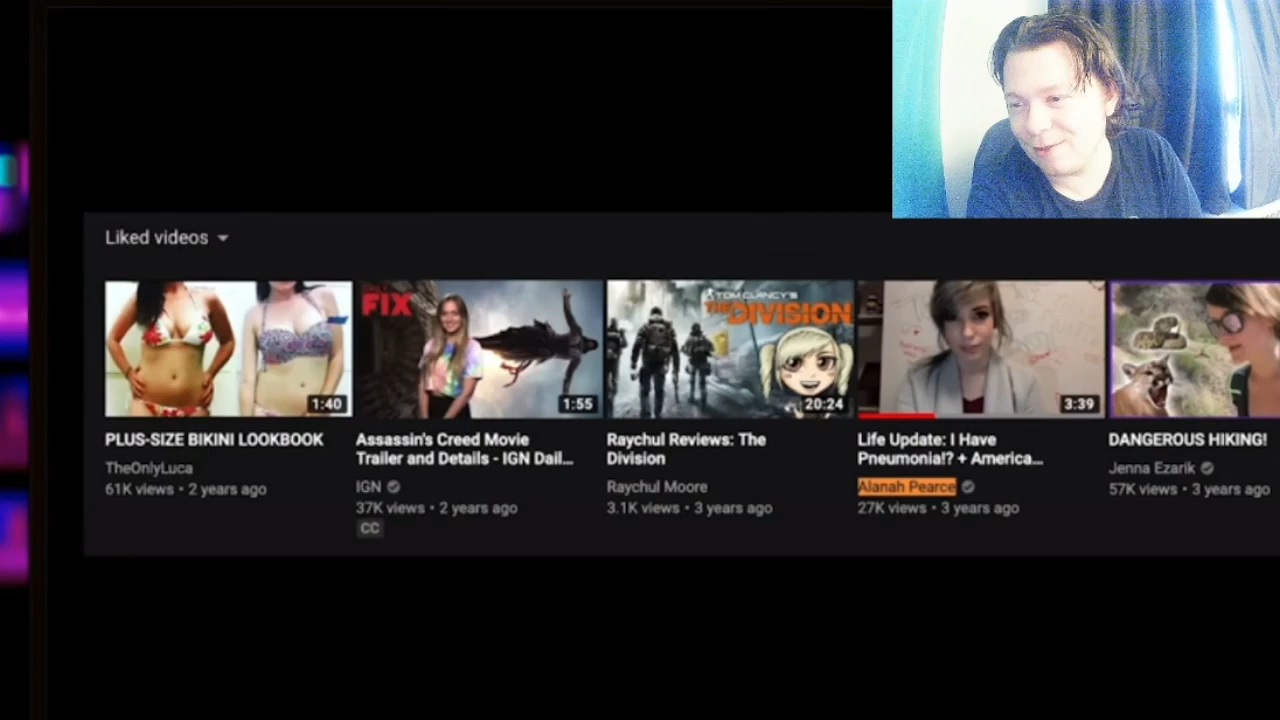 Liked videos
FIX
TOM CLANCY'S
THE DIVISION
1:40
1:55
20:24
3:39
PLUS-SIZE BIKINI LOOKBOOK
Assassin's Creed Movie
Trailer and Details - IGN Dail...
Raychul Reviews: The
Division
Life Update: I Have
Pneumonia!? + America...
DANGEROUS HIKING!
TheOnlyLuca
61K views • 2 years ago
IGN
37K views • 2 years ago
CC
Raychul Moore
3.1K views • 3 years ago
Alanah Pearce
27K views • 3 years ago
Jenna Ezarik
57K views • 3 years ago